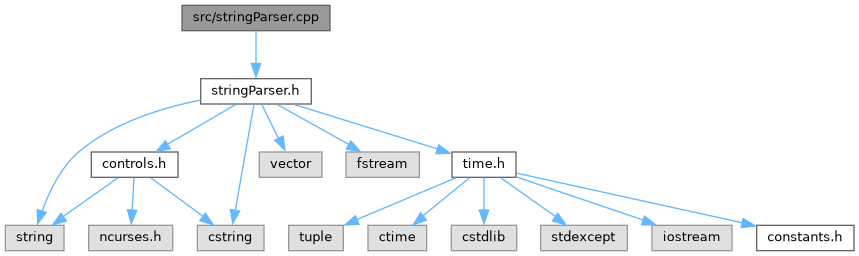 src/stringParser.cpp
stringParser.h
controls.h
vector
fstream
time.h
string
ncurses.h
cstring
tuple
ctime
cstdlib
stdexcept
iostream
constants.h